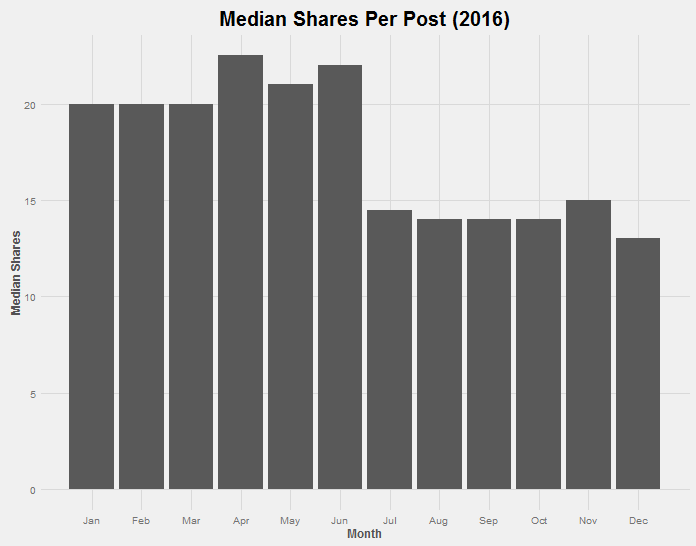 Median Shares Per Post (2016)
Median Shares
20
15
10
5
0
Jan Feb Mar Apr May Jun Jul Aug Sep Oct Nov Dec
Month